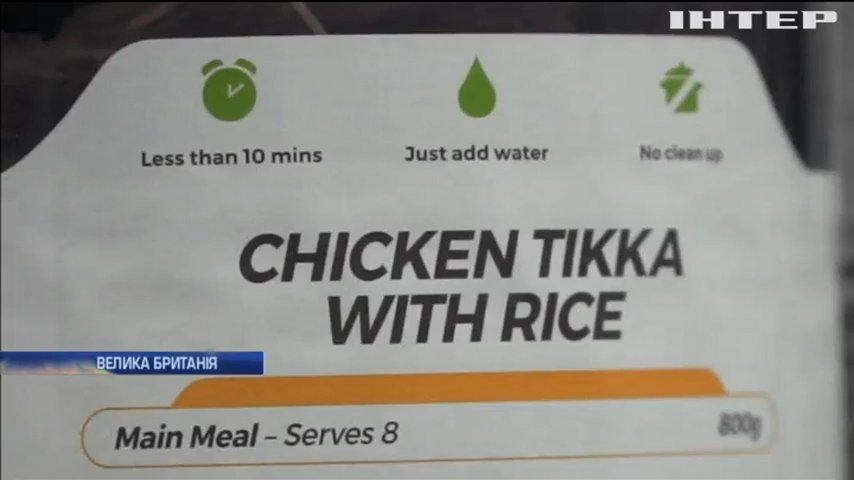 ІНТЕР
Less than 10 mins
Just add water
No clean up
CHICKEN TIKKA
WITH RICE
ВЕЛИКА БРИТАНІЯ
Main Meal – Serves 8
800g